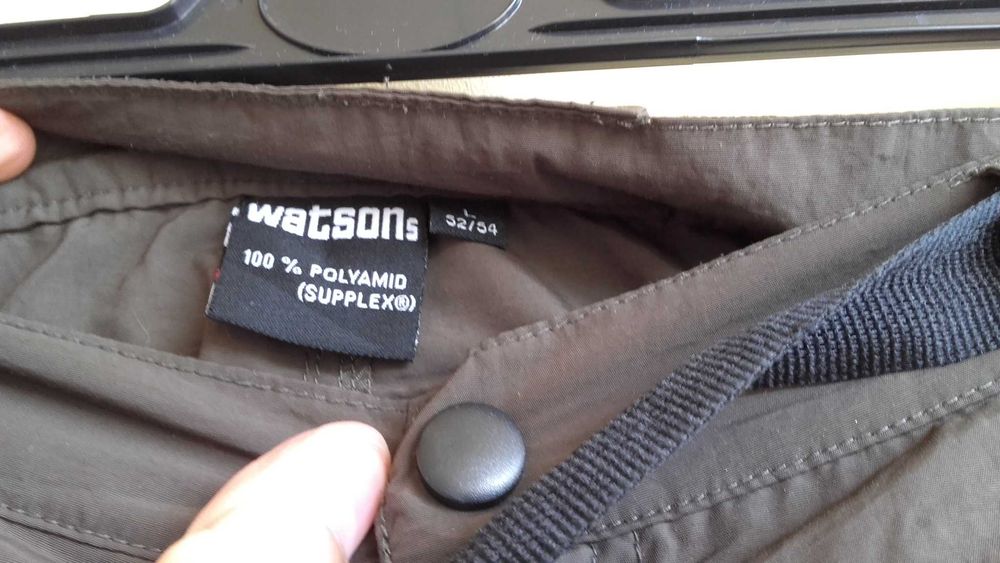 watsons
L
52/54
100 % POLYAMID
(SUPPLEX®)